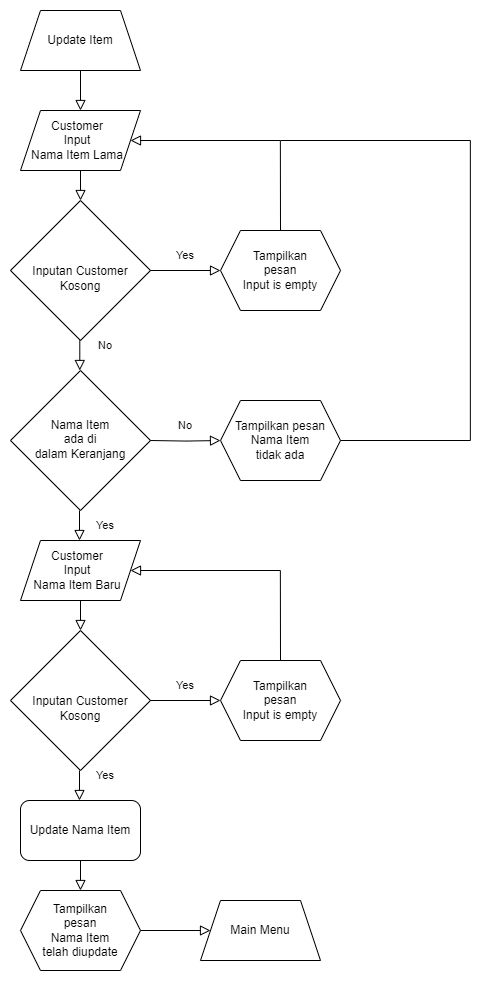 Update Item
Customer
Input
Nama Item Lama
Inputan Customer
Kosong
Yes
Tampilkan
pesan
Input is empty
No
Nama Item
ada di
dalam Keranjang
No
Tampilkan pesan
Nama Item
tidak ada
Yes
Customer
Input
Nama Item Baru
Inputan Customer
Kosong
Yes
Tampilkan
pesan
Input is empty
Yes
Update Nama Item
Tampilkan
pesan
Nama Item
telah diupdate
Main Menu